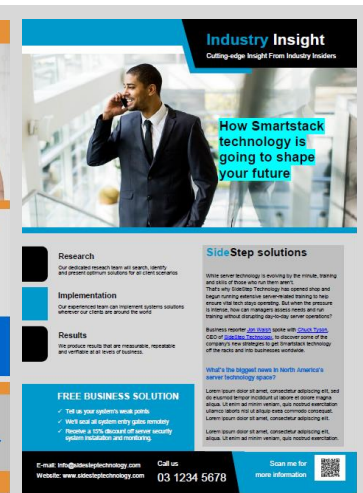 Industry Insight
Cutting-edge Insight From Industry Insiders
How Smartstack
technology is
going to shape
your future
Research
Our dedicated reseach team will search, identify
and present optimum solutions for all client scenarios
Implementation
Our experienced team can implement systems solutions
wherever our clients are around the world
Results
We produce results that are measurable, repeatable
and verifiable at all levels of business.
FREE BUSINESS SOLUTION
✓ Tell us your system's weak points
✓ We'll seal all system entry gates remotely
✓ Receive a 15% discount off server security
system installation and monitoring.
SideStep solutions
While server technology is evolving by the minute, training
and skills of those who run them aren't.
That's why SideStep Technology has opened shop and
begun running extensive server-related training to help
ensure vital tech stays operating. But when the pressure
is intense, how can managers assess needs and run
training without disrupting day-to-day server operations?
Business reporter Jon Walsh spoke with Chuck Tyson,
CEO of SideStep Technology, to discover some of the
company's new strategies to get Smartstack technology
off the racks and into businesses worldwide.
What's the biggest news in North America's
server technology space?
Lorem ipsum dolor sit amet, consectetur adipiscing elit, sed
do eiusmod tempor incididunt ut labore et dolore magna
aliqua. Ut enim ad minim veniam, quis nostrud exercitation
ullamco laboris nisi ut aliquip exea commodo consequat.
Lorem ipsum dolor sit amet, consectetur adipiscing elit.
Lorem ipsum dolor sit amet, consectetur adipiscing elit
aliqua. Ut enim ad minim veniam, quis nostrud exercitation.
E-mail: info@sidesteptechnology.com
Website: www.sidesteptechnology.com
Call us
03 1234 5678
Scan me for
more information